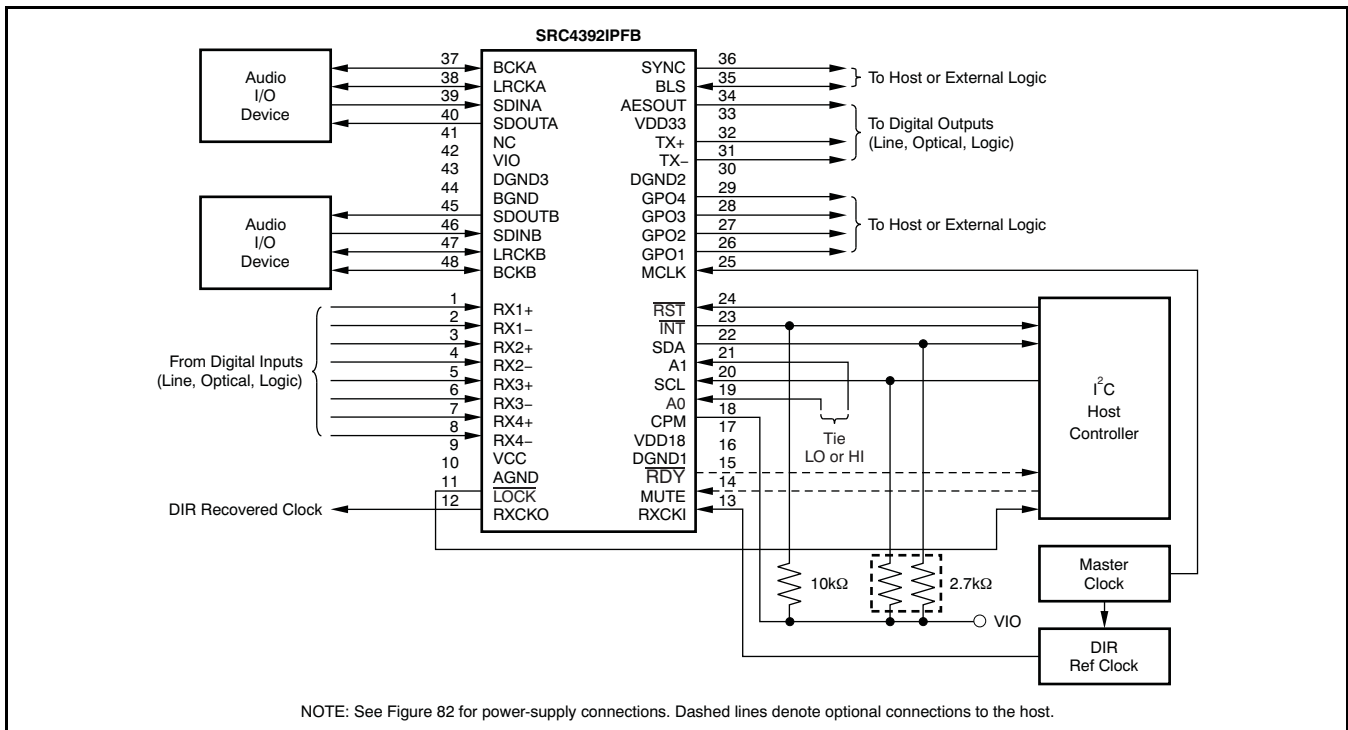 SRC4392IPFB
Audio
I/O
Device
37
38
39
40
41
42
43
44
45
46
47
48
BCKA
LRCKA
SDINA
SDOUTA
NC
VIO
DGND3
BGND
SDOUTB
SDINB
LRCKB
BCKB
Audio
I/O
Device
From Digital Inputs
(Line, Optical, Logic)
1
2
3
4
5
6
7
8
9
10
11
12
RX1+
RX1−
RX2+
RX2−
RX3+
RX3−
RX4+
RX4−
VCC
AGND
LOCK
RXCKO
DIR Recovered Clock
SYNC
BLS
AESOUT
VDD33
TX+
TX−
DGND2
GPO4
GPO3
GPO2
GPO1
MCLK
36
35
34
33
32
31
30
29
28
27
26
25
To Host or External Logic
To Digital Outputs
(Line, Optical, Logic)
To Host or External Logic
RST
INT
SDA
A1
SCL
A0
CPM
VDD18
DGND1
RDY
MUTE
RXCKI
24
23
22
21
20
19
18
17
16
15
14
13
Tie
LO or HI
I2C
Host
Controller
10kΩ
2.7kΩ
VIO
Master
Clock
DIR
Ref Clock
NOTE: See Figure 82 for power-supply connections. Dashed lines denote optional connections to the host.